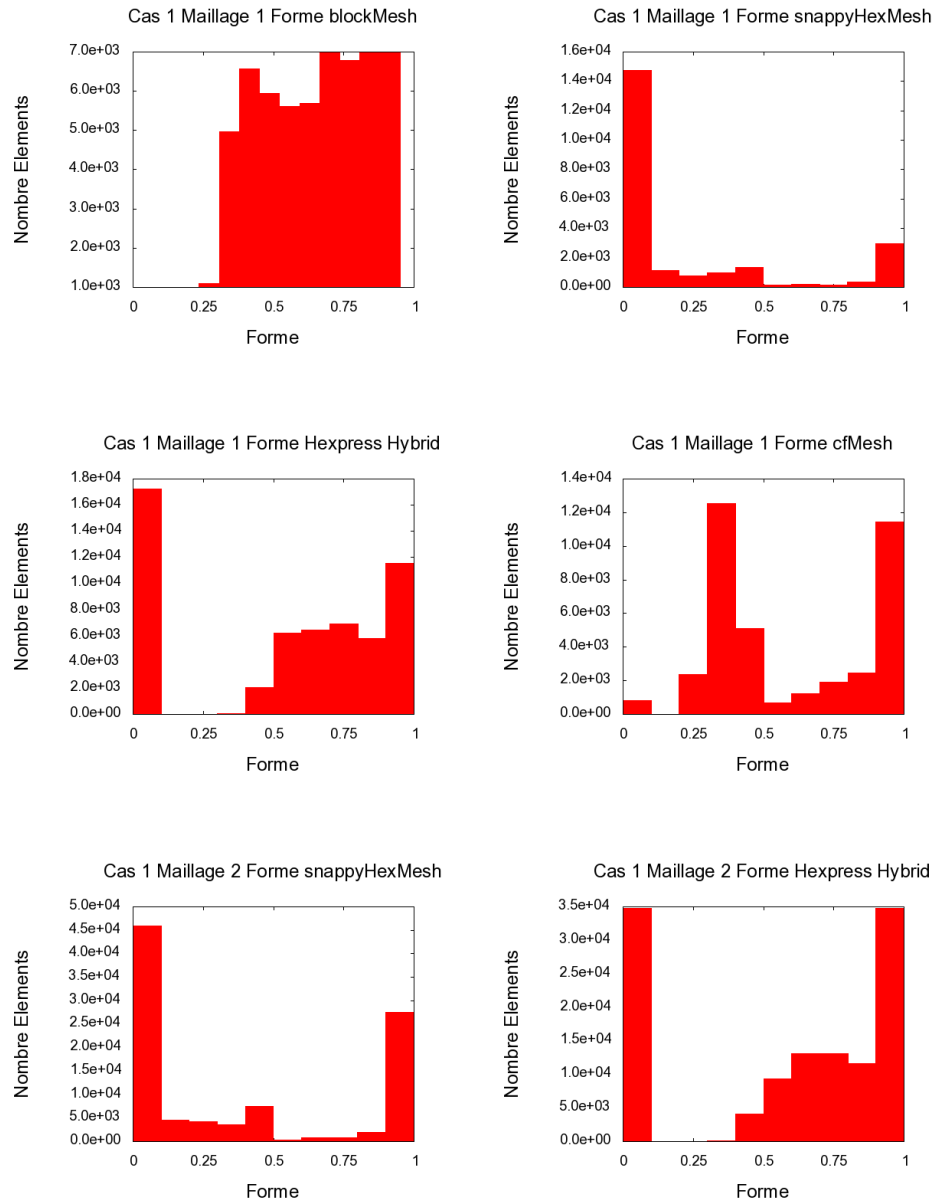 Cas 1 Maillage 1 Forme blockMesh
Nombre Elements
7.0e+03
6.0e+03
5.0e+03
4.0e+03
3.0e+03
2.0e+03
1.0e+03
0 0.25 0.5 0.75 1
Forme
Cas 1 Maillage 1 Forme snappyHexMesh
Nombre Elements
1.6e+04
1.4e+04
1.2e+04
1.0e+04
8.0e+03
6.0e+03
4.0e+03
2.0e+03
0.0e+00
0 0.25 0.5 0.75 1
Forme
Cas 1 Maillage 1 Forme Hexpress Hybrid
Nombre Elements
1.8e+04
1.6e+04
1.4e+04
1.2e+04
1.0e+04
8.0e+03
6.0e+03
4.0e+03
2.0e+03
0.0e+00
0 0.25 0.5 0.75 1
Forme
Cas 1 Maillage 1 Forme cfMesh
Nombre Elements
1.4e+04
1.2e+04
1.0e+04
8.0e+03
6.0e+03
4.0e+03
2.0e+03
0.0e+00
0 0.25 0.5 0.75 1
Forme
Cas 1 Maillage 2 Forme snappyHexMesh
Nombre Elements
5.0e+04
4.5e+04
4.0e+04
3.5e+04
3.0e+04
2.5e+04
2.0e+04
1.5e+04
1.0e+04
5.0e+03
0.0e+00
0 0.25 0.5 0.75 1
Forme
Cas 1 Maillage 2 Forme Hexpress Hybrid
Nombre Elements
3.5e+04
3.0e+04
2.5e+04
2.0e+04
1.5e+04
1.0e+04
5.0e+03
0.0e+00
0 0.25 0.5 0.75 1
Forme